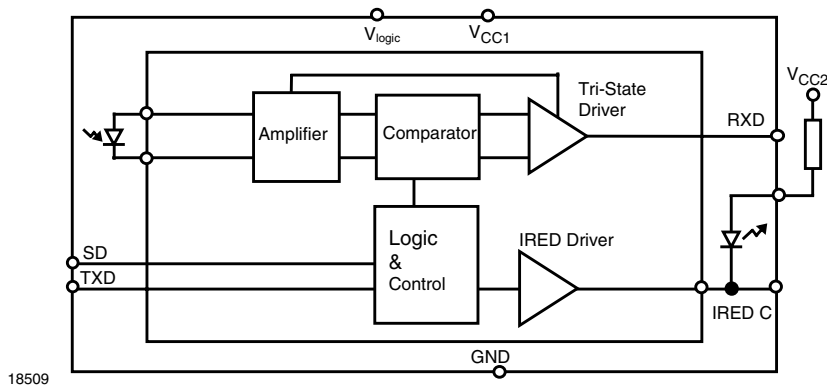 Vlogic
VCC1
VCC2
Tri-State
Driver
RXD
Amplifier
Comparator
Logic
&
Control
IRED Driver
SD
TXD
IRED C
GND
18509